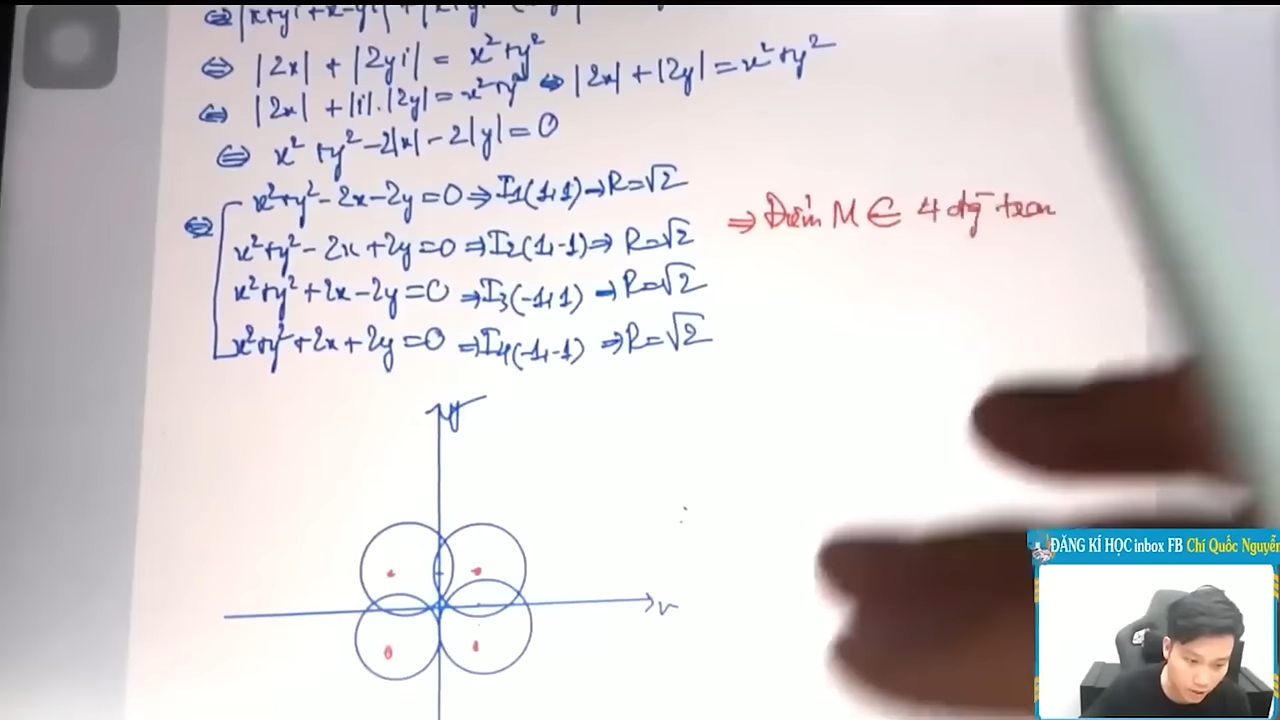 ⇔ |x+yi+x-yi| + |x+yi
⇔ |2x| + |2yi| = x²+y²
⇔ |2x| + |i|.|2y| = x²+y² ⇔ |2x| + |2y| = x²+y²
⇔ x²+y²-2|x|-2|y|=0
⇔ x²+y²-2x-2y=0 ⇒ I₁(1,1) → R=√2
x²+y²-2x+2y=0 ⇒ I₂(1,-1) ⇒ R=√2
x²+y²+2x-2y=0 ⇒ I₃(-1,1) → R=√2
x²+y²+2x+2y=0 ⇒ I₄(-1,-1) ⇒ R=√2
⇒ Điểm M ∈ 4 đg tròn
y
x
ĐĂNG KÍ HỌC inbox FB Chí Quốc Nguyễn